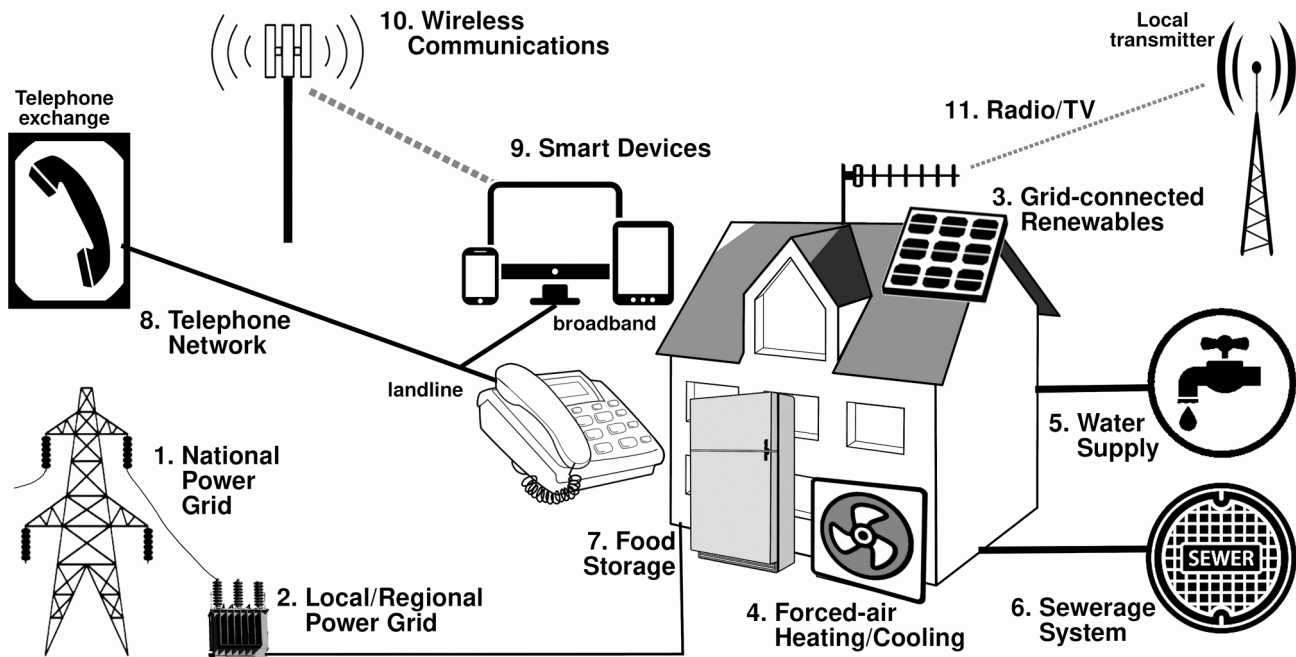 10. Wireless
Communications
Local
transmitter
Telephone
exchange
11. Radio/TV
9. Smart Devices
3. Grid-connected
Renewables
8. Telephone
Network
broadband
landline
5. Water
Supply
1. National
Power
Grid
7. Food
Storage
SEWER
2. Local/Regional
Power Grid
4. Forced-air
Heating/Cooling
6. Sewerage
System